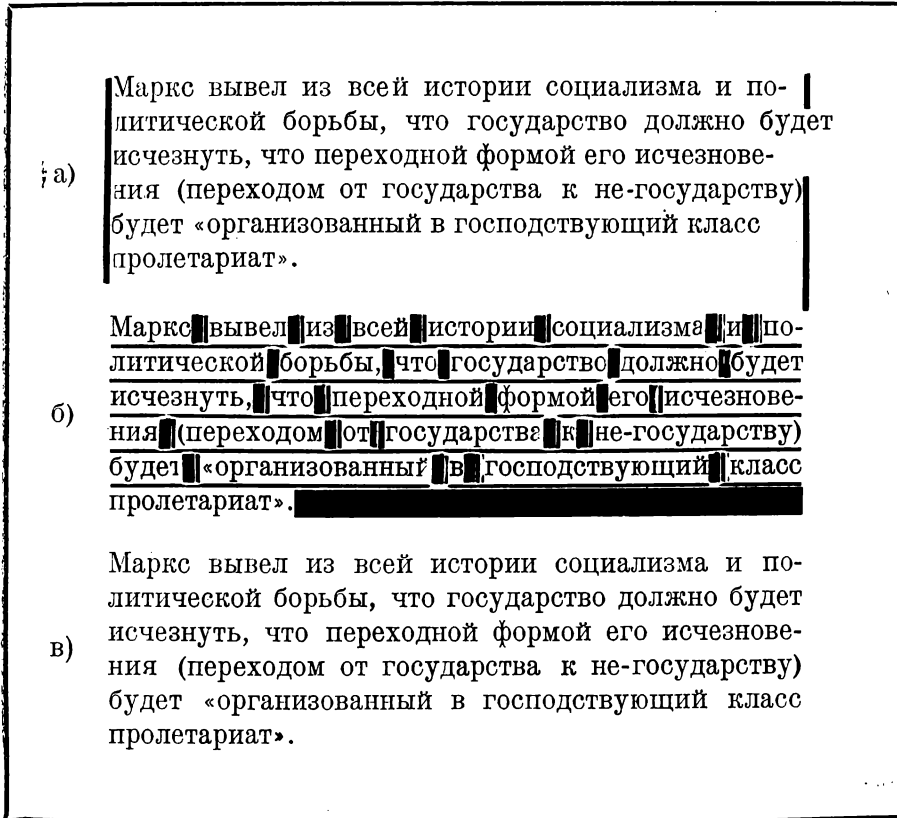 а)
Маркс вывел из всей истории социализма и по-
литической борьбы, что государство должно будет
исчезнуть, что переходной формой его исчезнове-
ния (переходом от государства к не-государству)
будет «организованный в господствующий класс
пролетариат».
б)
Маркс вывел из всей истории социализма и по-
литической борьбы, что государство должно будет
исчезнуть, что переходной формой его исчезнове-
ния (переходом от государства к не-государству)
будет «организованный в господствующий класс
пролетариат».
в)
Маркс вывел из всей истории социализма и по-
литической борьбы, что государство должно будет
исчезнуть, что переходной формой его исчезнове-
ния (переходом от государства к не-государству)
будет «организованный в господствующий класс
пролетариат».